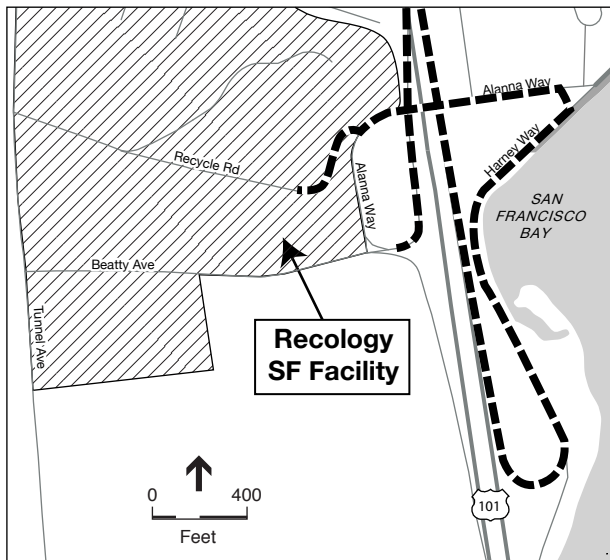 Alanna Way
Harney Way
Recycle Rd
Alanna Way
SAN
FRANCISCO
BAY
Beatty Ave
Tunnel Ave
Recology
SF Facility
0 400
Feet
101